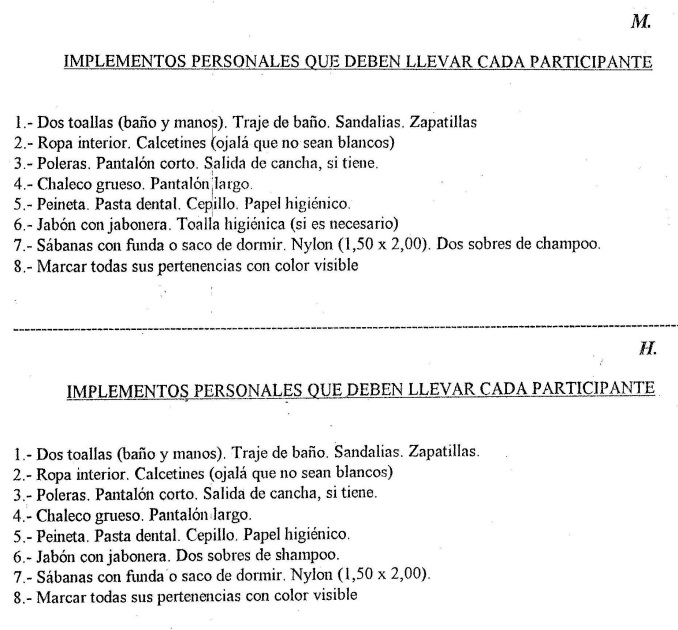 M.
IMPLEMENTOS PERSONALES QUE DEBEN LLEVAR CADA PARTICIPANTE
1.- Dos toallas (baño y manos). Traje de baño. Sandalias. Zapatillas
2.- Ropa interior. Calcetines (ojalá que no sean blancos)
3.- Poleras. Pantalón corto. Salida de cancha, si tiene.
4.- Chaleco grueso. Pantalón largo.
5.- Peineta. Pasta dental. Cepillo. Papel higiénico.
6.- Jabón con jabonera. Toalla higiénica (si es necesario)
7.- Sábanas con funda o saco de dormir. Nylon (1,50 x 2,00). Dos sobres de champoo.
8.- Marcar todas sus pertenencias con color visible
H.
IMPLEMENTOS PERSONALES QUE DEBEN LLEVAR CADA PARTICIPANTE
1.- Dos toallas (baño y manos). Traje de baño. Sandalias. Zapatillas.
2.- Ropa interior. Calcetines (ojalá que no sean blancos)
3.- Poleras. Pantalón corto. Salida de cancha, si tiene.
4.- Chaleco grueso. Pantalón largo.
5.- Peineta. Pasta dental. Cepillo. Papel higiénico.
6.- Jabón con jabonera. Dos sobres de shampoo.
7.- Sábanas con funda o saco de dormir. Nylon (1,50 x 2,00).
8.- Marcar todas sus pertenencias con color visible